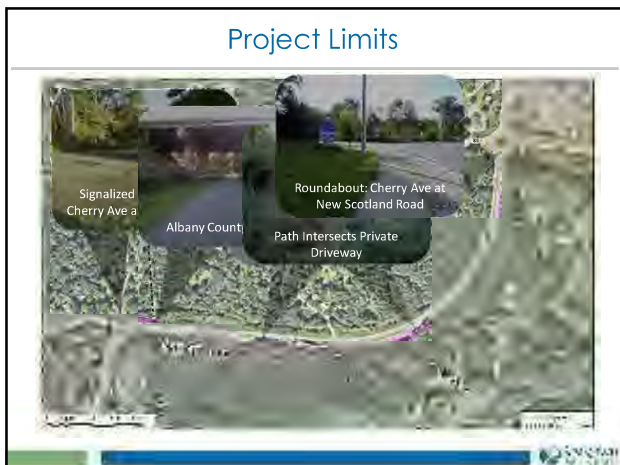 Project Limits
Signalized
Cherry Ave a
Albany County
Path Intersects Private
Driveway
Roundabout: Cherry Ave at
New Scotland Road